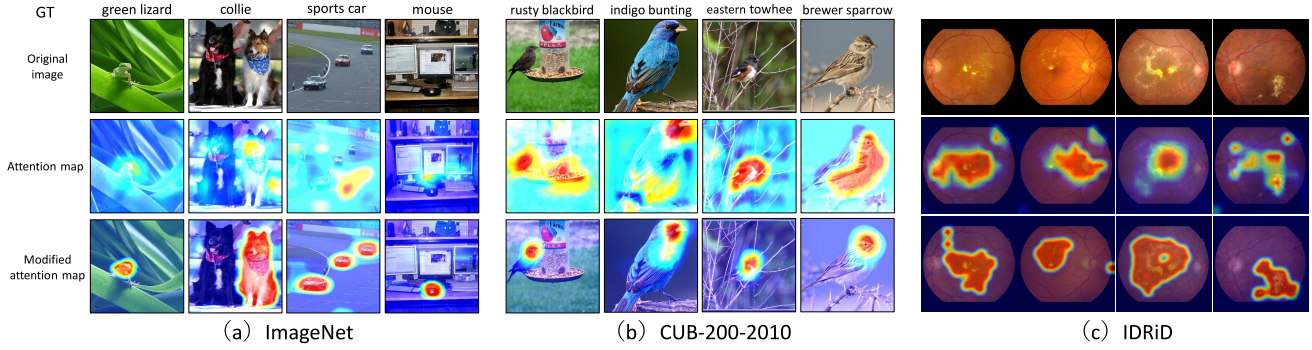 GT green lizard collie sports car mouse rusty blackbird indigo bunting eastern towhee brewer sparrow
Original
image
Attention map
Modified
attention map
(a) ImageNet (b) CUB-200-2010 (c) IDRiD